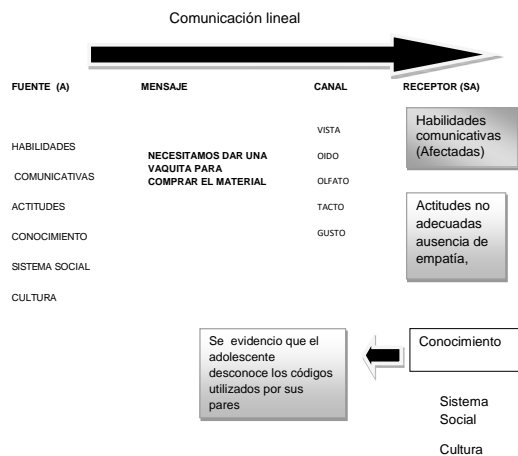 Comunicación lineal
FUENTE (A)
MENSAJE
CANAL
RECEPTOR (SA)
HABILIDADES
COMUNICATIVAS
ACTITUDES
CONOCIMIENTO
SISTEMA SOCIAL
CULTURA
NECESITAMOS DAR UNA
VAQUITA PARA
COMPRAR EL MATERIAL
VISTA
OIDO
OLFATO
TACTO
GUSTO
Habilidades
comunicativas
(Afectadas)
Actitudes no
adecuadas
ausencia de
empatía,
Conocimiento
Se evidencio que el
adolescente
desconoce los códigos
utilizados por sus
pares
Sistema
Social
Cultura